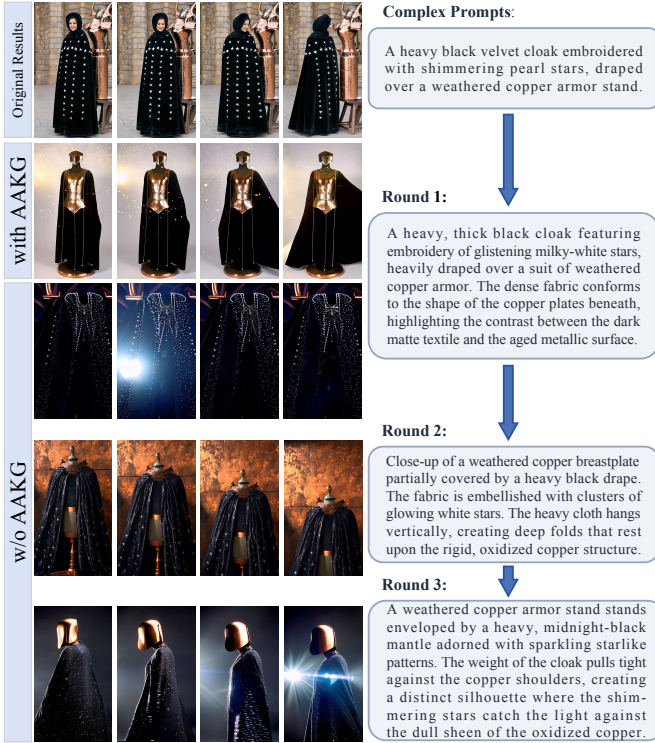 Original Results
with AAKG
w/o AAKG
Complex Prompts:
A heavy black velvet cloak embroidered
with shimmering pearl stars, draped
over a weathered copper armor stand.
Round 1:
A heavy, thick black cloak featuring
embroidery of glistening milky-white stars,
heavily draped over a suit of weathered
copper armor. The dense fabric conforms
to the shape of the copper plates beneath,
highlighting the contrast between the dark
matte textile and the aged metallic surface.
Round 2:
Close-up of a weathered copper breastplate
partially covered by a heavy black drape.
The fabric is embellished with clusters of
glowing white stars. The heavy cloth hangs
vertically, creating deep folds that rest
upon the rigid, oxidized copper structure.
Round 3:
A weathered copper armor stand stands
enveloped by a heavy, midnight-black
mantle adorned with sparkling starlike
patterns. The weight of the cloak pulls tight
against the copper shoulders, creating
a distinct silhouette where the shim-
mering stars catch the light against
the dull sheen of the oxidized copper.